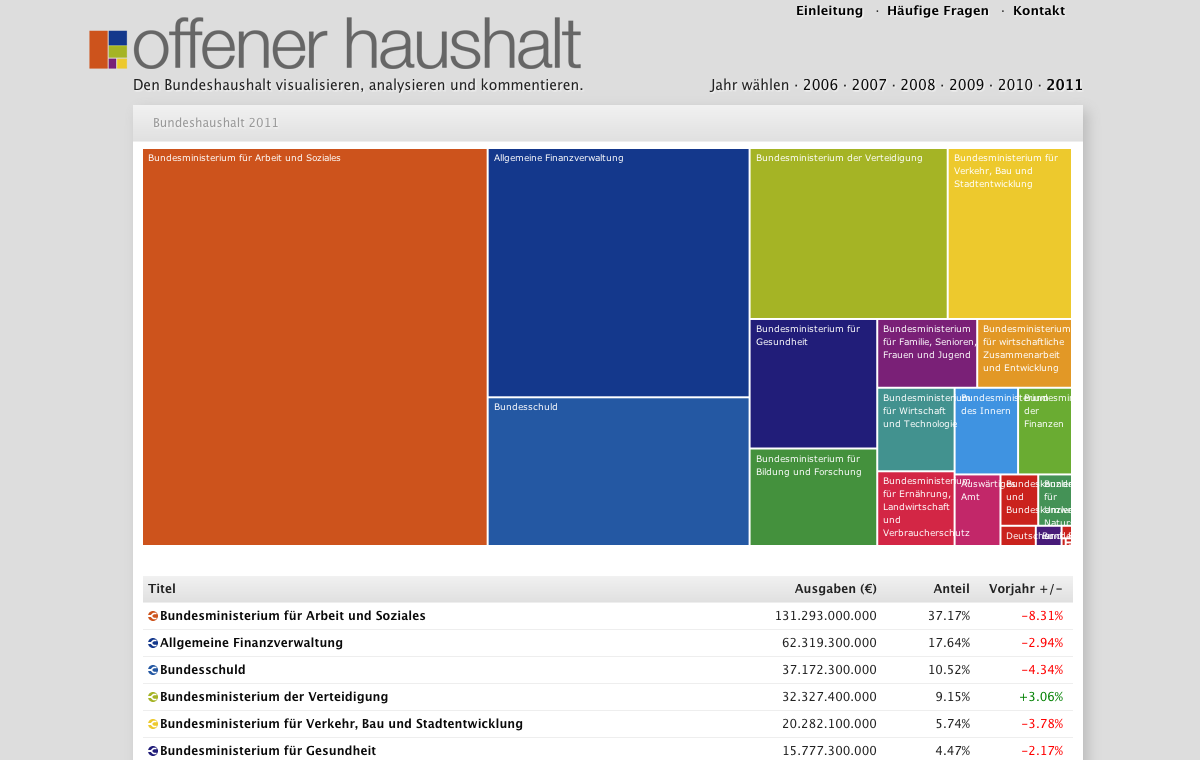 Einleitung · Häufige Fragen · Kontakt
offener haushalt
Den Bundeshaushalt visualisieren, analysieren und kommentieren.
Jahr wählen · 2006 · 2007 · 2008 · 2009 · 2010 · 2011
Bundeshaushalt 2011
Bundesministerium für Arbeit und Soziales
Allgemeine Finanzverwaltung
Bundesschuld
Bundesministerium der Verteidigung
Bundesministerium für
Verkehr, Bau und
Stadtentwicklung
Bundesministerium für
Gesundheit
Bundesministerium für
Bildung und Forschung
Bundesministerium
für Familie, Senioren,
Frauen und Jugend
Bundesministerium
für wirtschaftliche
Zusammenarbeit
und Entwicklung
Bundesministerium
für Wirtschaft
und Technologie
Bundesministerium
des Innern
der
Finanzen
Bundesministerium
für Ernährung,
Landwirtschaft
und
Verbraucherschutz
Auswärtiges
Amt
und
für
Titel Ausgaben (€) Anteil Vorjahr +/-
Bundesministerium für Arbeit und Soziales 131.293.000.000 37.17% -8.31%
Allgemeine Finanzverwaltung 62.319.300.000 17.64% -2.94%
Bundesschuld 37.172.300.000 10.52% -4.34%
Bundesministerium der Verteidigung 32.327.400.000 9.15% +3.06%
Bundesministerium für Verkehr, Bau und Stadtentwicklung 20.282.100.000 5.74% -3.78%
Bundesministerium für Gesundheit 15.777.300.000 4.47% -2.17%